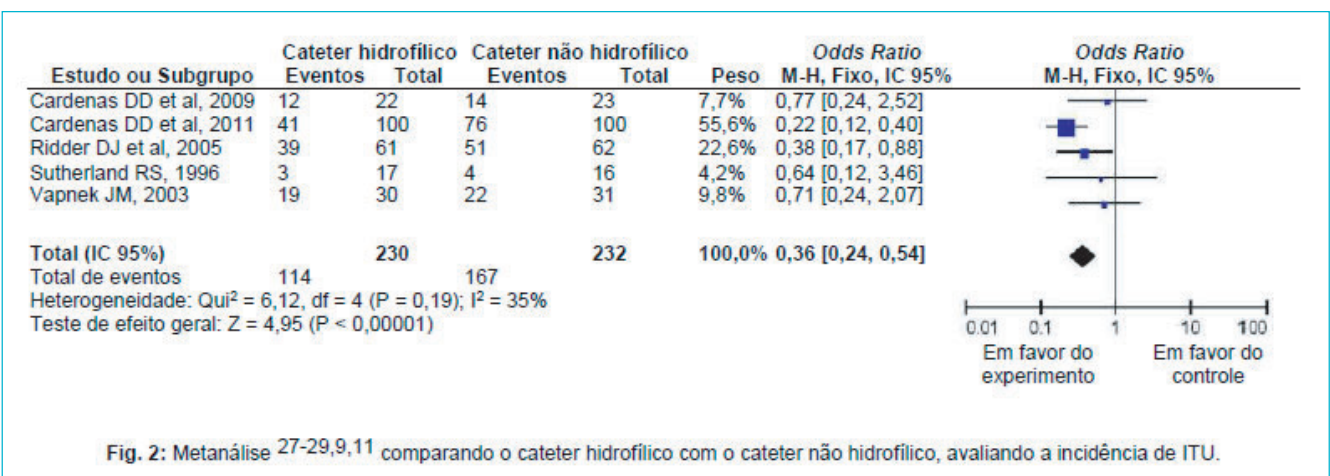 Cateter hidrofílico Cateter não hidrofílico Odds Ratio Odds Ratio
Estudo ou Subgrupo Eventos Total Eventos Total Peso M-H, Fixo, IC 95% M-H, Fixo, IC 95%
Cardenas DD et al, 2009 12 22 14 23 7,7% 0,77 [0,24, 2,52]
Cardenas DD et al, 2011 41 100 76 100 55,6% 0,22 [0,12, 0,40]
Ridder DJ et al, 2005 39 61 51 62 22,6% 0,38 [0,17, 0,88]
Sutherland RS, 1996 3 17 4 16 4,2% 0,64 [0,12, 3,46]
Vapnek JM, 2003 19 30 22 31 9,8% 0,71 [0,24, 2,07]
Total (IC 95%) 230 232 100,0% 0,36 [0,24, 0,54]
Total de eventos 114 167
Heterogeneidade: Qui² = 6,12, df = 4 (P = 0,19); I² = 35%
Teste de efeito geral: Z = 4,95 (P < 0,00001)
0.01 0.1 1 10 100
Em favor do Em favor do
experimento controle
Fig. 2: Metanálise 27-29,9,11 comparando o cateter hidrofílico com o cateter não hidrofílico, avaliando a incidência de ITU.